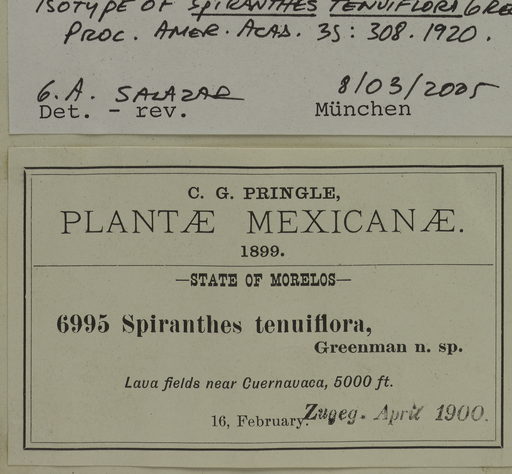 ISOTYPE OF SPIRANTHES TENUIFLORA GREE
PROC. AMER. ACAD. 35: 308. 1920.
G. A. SALAZAR 8/03/2005
Det. - rev. München
C. G. PRINGLE,
PLANTÆ MEXICANÆ.
1899.
—STATE OF MORELOS—
6995 Spiranthes tenuiflora,
Greenman n. sp.
Lava fields near Cuernavaca, 5000 ft.
16, February. Zugeg. April 1900.